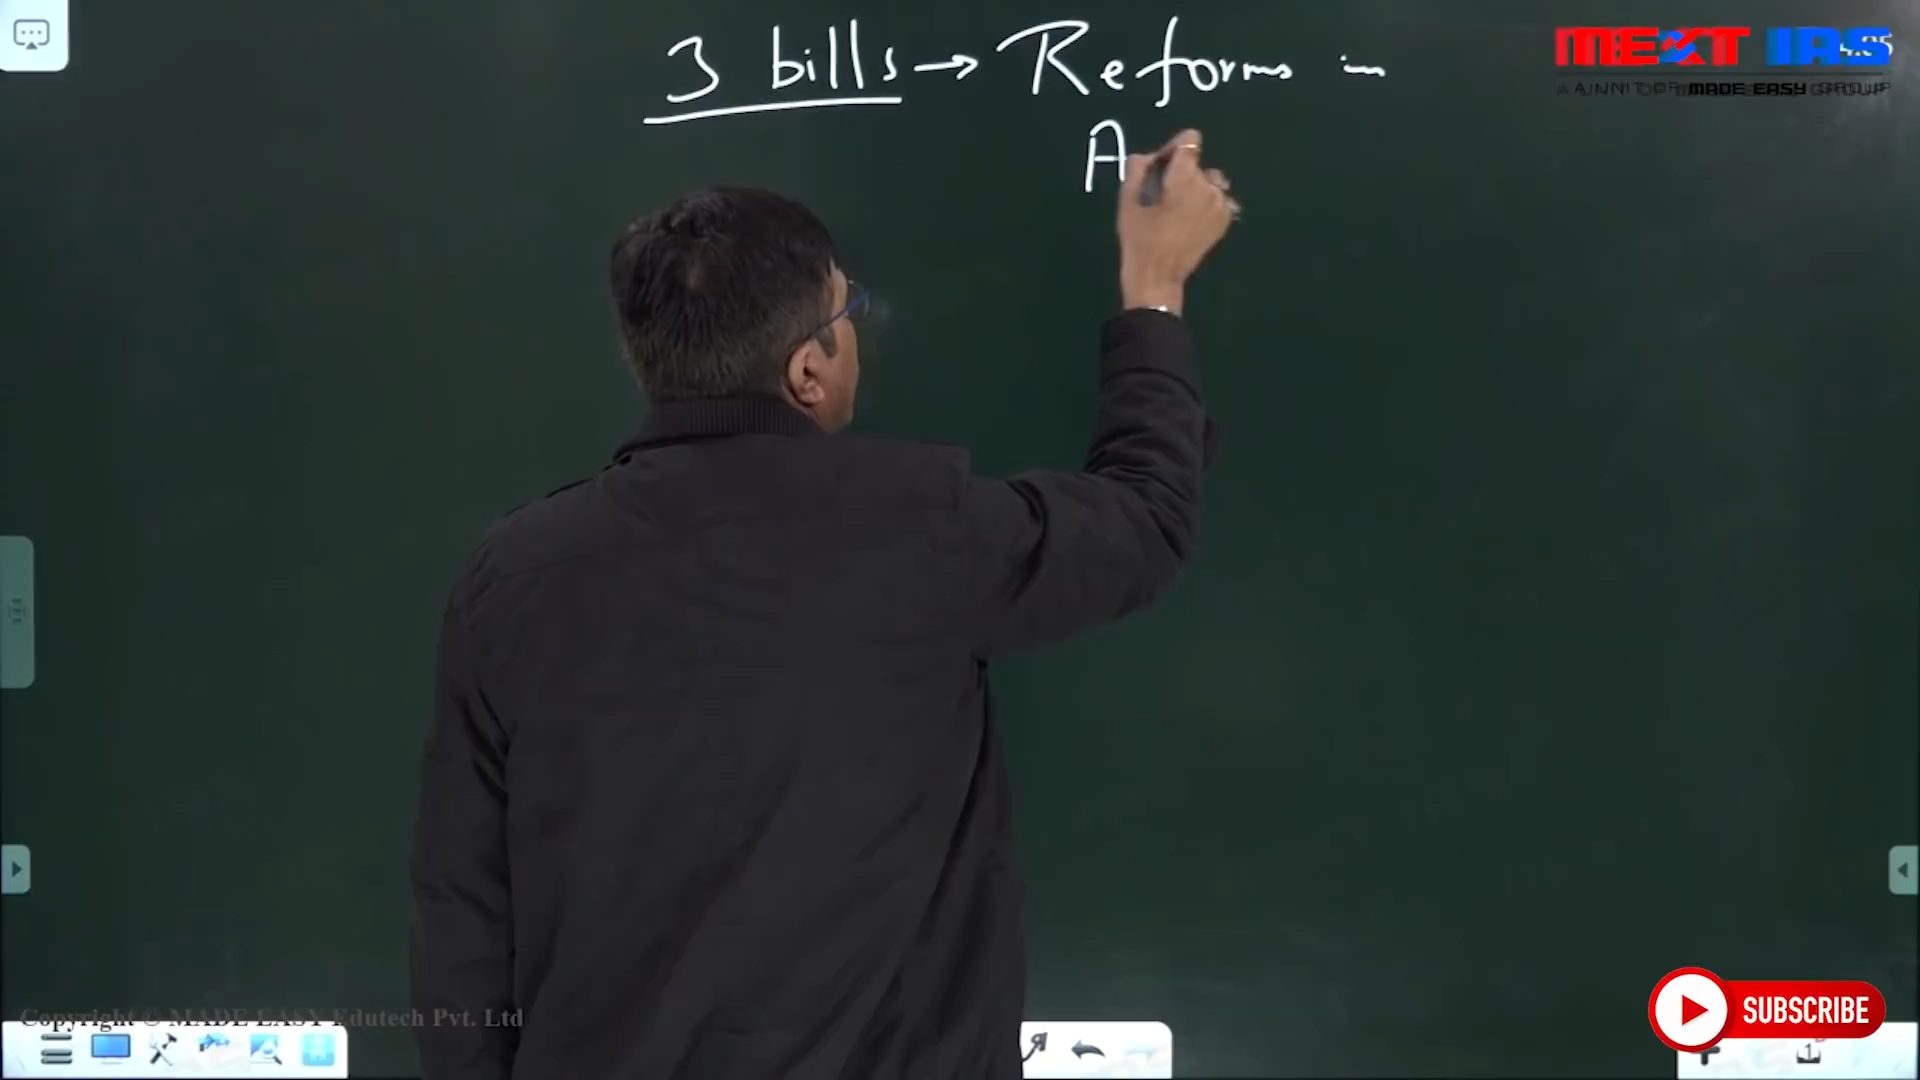 3 bills → Reforms in
A
NEXT IAS
MADE EASY GROUP
Copyright © MADE EASY Edutech Pvt. Ltd
SUBSCRIBE